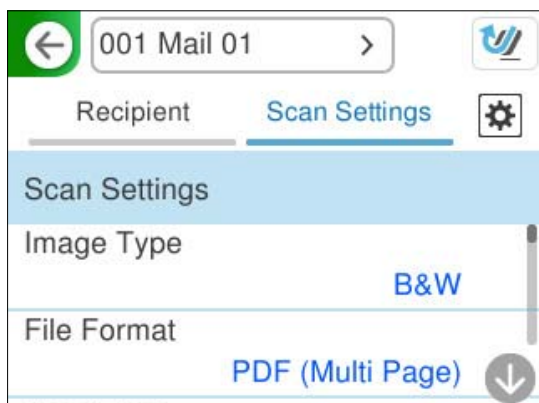 001 Mail 01
Recipient Scan Settings
Scan Settings
Image Type
B&W
File Format
PDF (Multi Page)